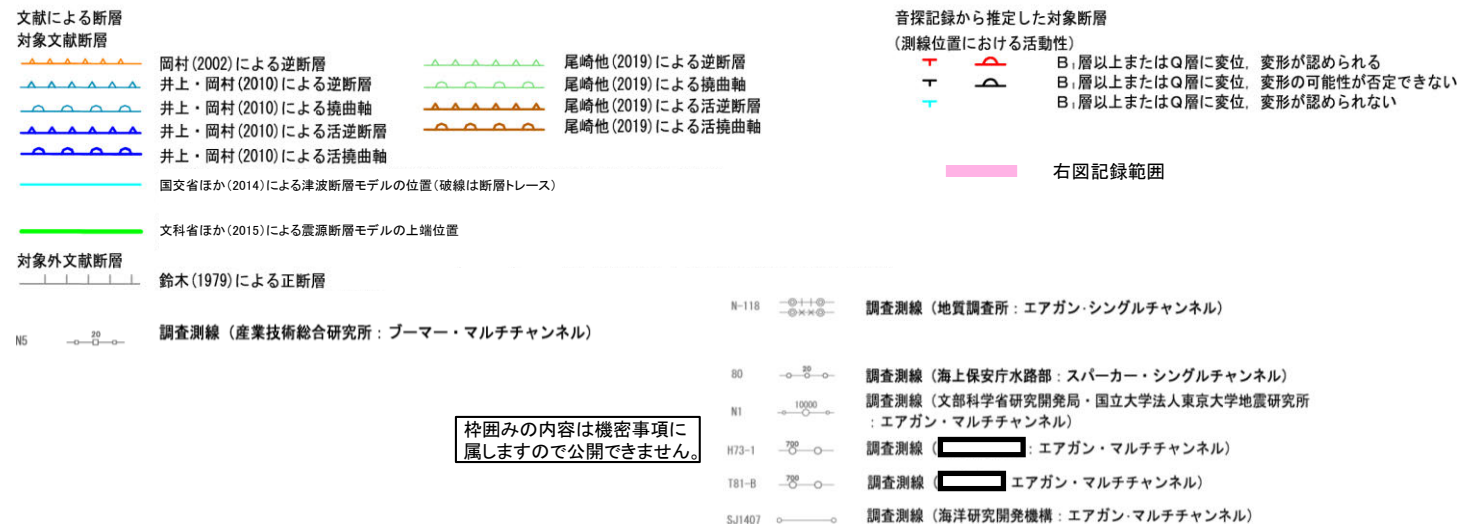 文献による断層
対象文献断層
岡村(2002)による逆断層
井上・岡村(2010)による逆断層
井上・岡村(2010)による撓曲軸
井上・岡村(2010)による活逆断層
井上・岡村(2010)による活撓曲軸
尾崎他(2019)による逆断層
尾崎他(2019)による撓曲軸
尾崎他(2019)による活逆断層
尾崎他(2019)による活撓曲軸
国交省ほか(2014)による津波断層モデルの位置(破線は断層トレース)
文科省ほか(2015)による震源断層モデルの上端位置
対象外文献断層
鈴木(1979)による正断層
N5 20 調査測線(産業技術総合研究所:ブーマー・マルチチャンネル)
音探記録から推定した対象断層
(測線位置における活動性)
B₁層以上またはQ層に変位,変形が認められる
B₁層以上またはQ層に変位,変形の可能性が否定できない
B₁層以上またはQ層に変位,変形が認められない
右図記録範囲
N-118 調査測線(地質調査所:エアガン・シングルチャンネル)
80 20 調査測線(海上保安庁水路部:スパーカー・シングルチャンネル)
N1 10000 調査測線(文部科学省研究開発局・国立大学法人東京大学地震研究所
:エアガン・マルチチャンネル)
H73-1 700 調査測線( :エアガン・マルチチャンネル)
T81-B 700 調査測線( エアガン・マルチチャンネル)
SJ1407 調査測線(海洋研究開発機構:エアガン・マルチチャンネル)
枠囲みの内容は機密事項に
属しますので公開できません。